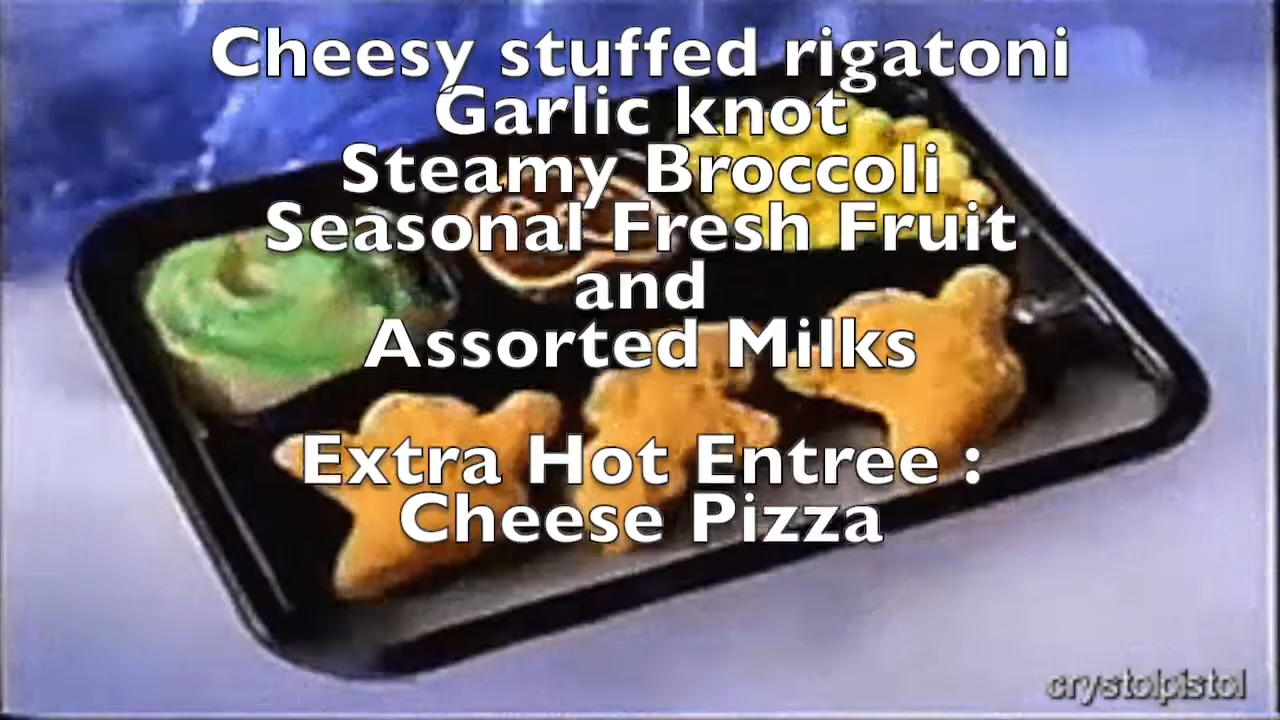 Cheesy stuffed rigatoni
Garlic knot
Steamy Broccoli
Seasonal Fresh Fruit
and
Assorted Milks
Extra Hot Entree :
Cheese Pizza
crystolpistol